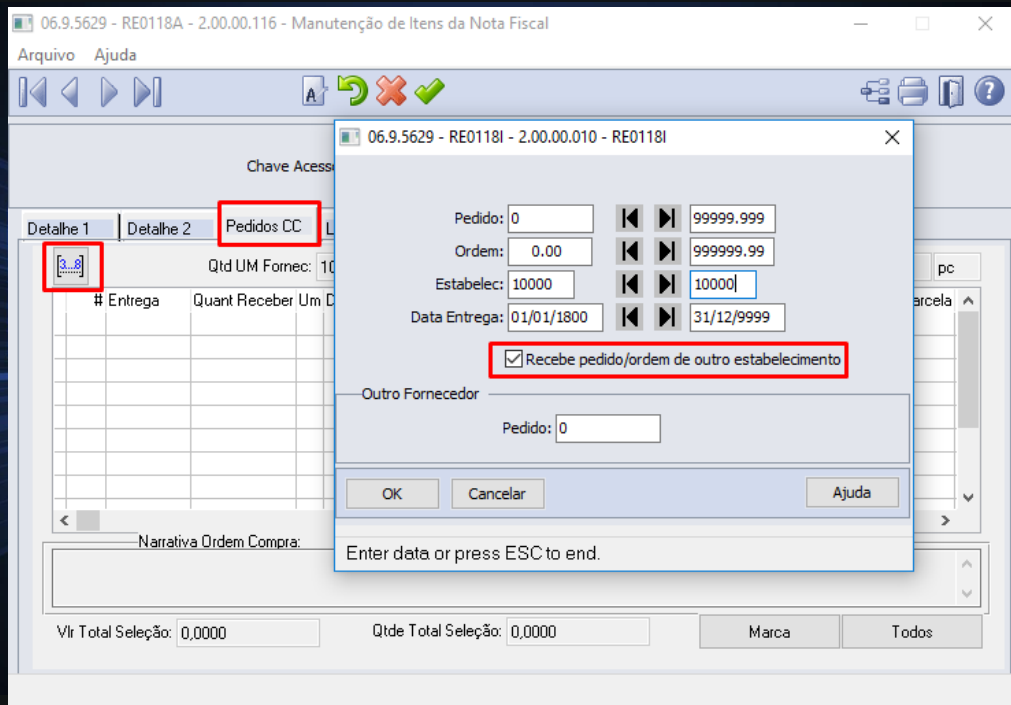 06.9.5629 - RE0118A - 2.00.00.116 - Manutenção de Itens da Nota Fiscal
Arquivo Ajuda
A
?
06.9.5629 - RE0118I - 2.00.00.010 - RE0118I
Chave Acess
Pedido: 0 99999.999
Ordem: 0.00 999999.99
Estabelec: 10000 10000
Data Entrega: 01/01/1800 31/12/9999
Recebe pedido/ordem de outro estabelecimento
Outro Fornecedor
Pedido: 0
OK Cancelar Ajuda
Enter data or press ESC to end.
Detalhe 1 Detalhe 2 Pedidos CC
[3...8] Qtd UM Fornec: 10 pc
# Entrega Quant Receber Um D arcela
Narrativa Ordem Compra:
Vlr Total Seleção: 0,0000 Qtde Total Seleção: 0,0000 Marca Todos